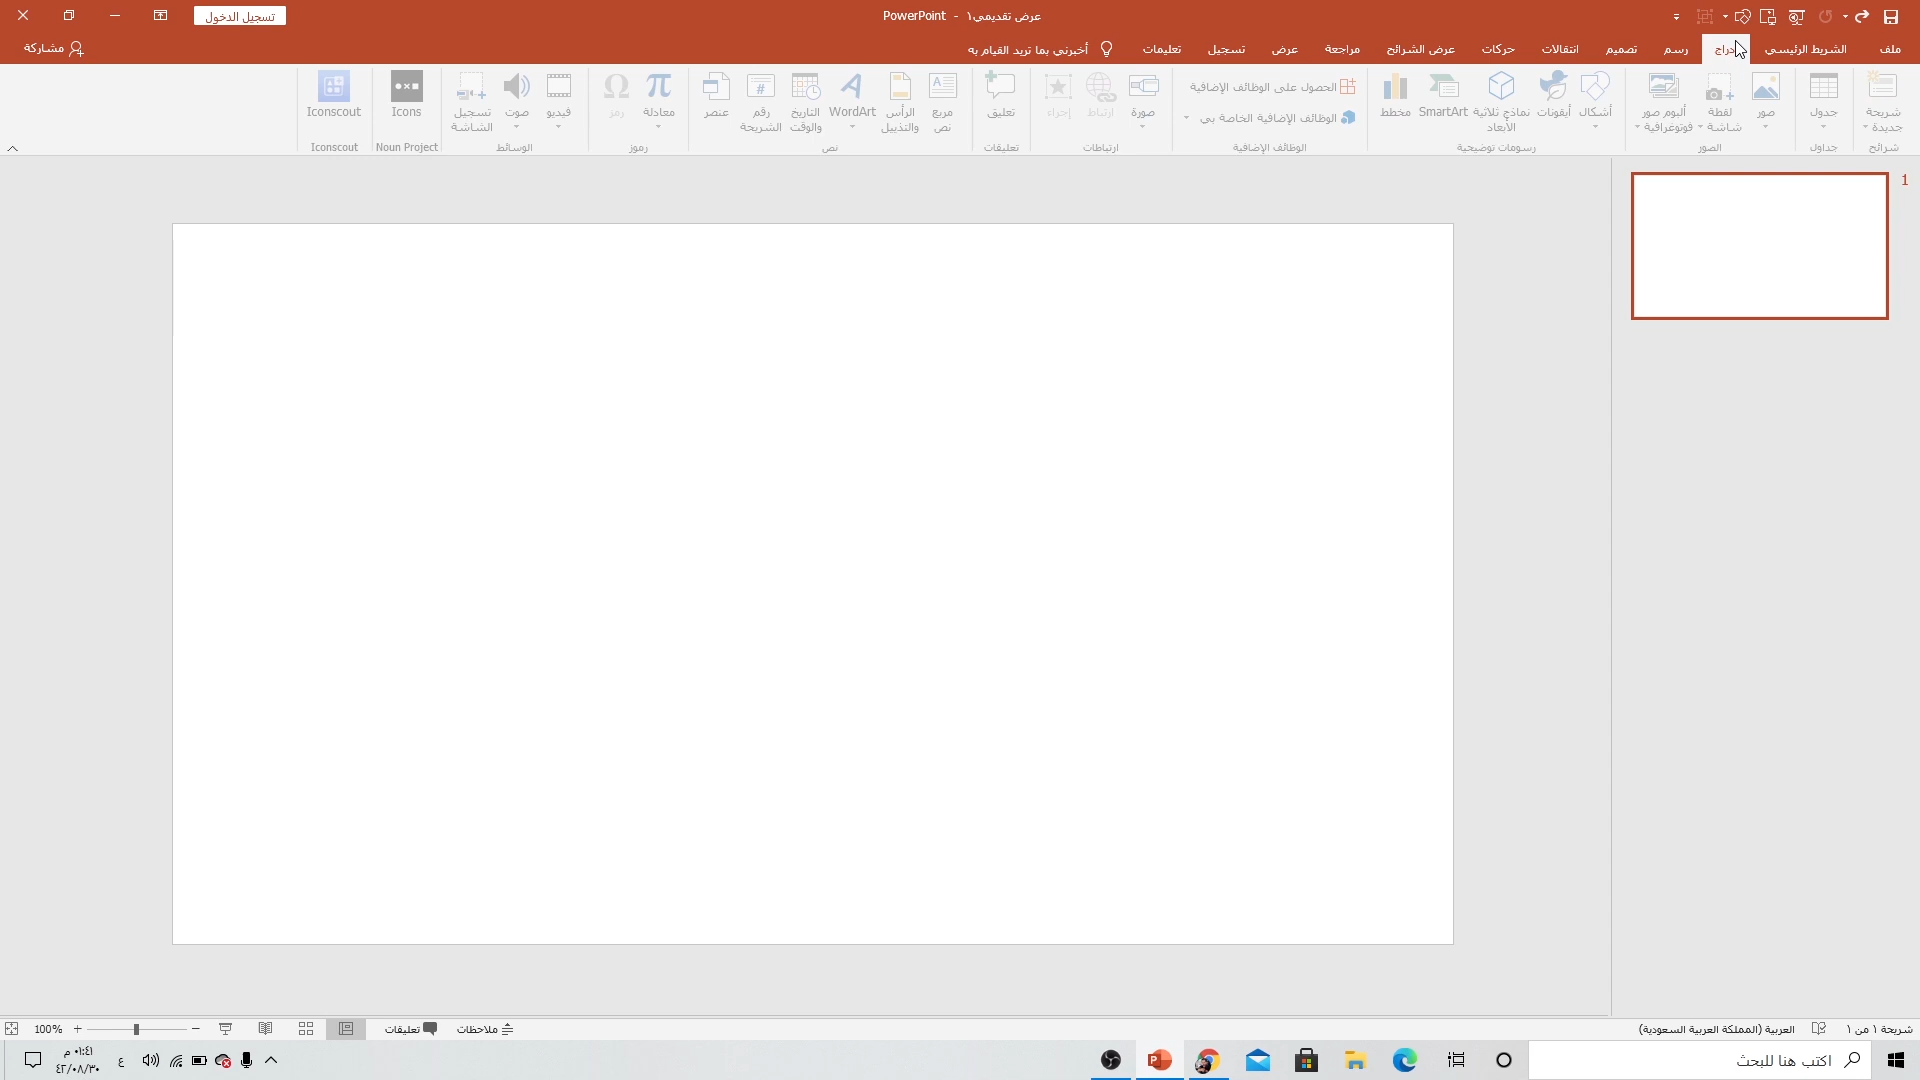 عرض تقديمي١ - PowerPoint
تسجيل الدخول
ملف
الشريط الرئيسي
دراج
رسم
تصميم
انتقالات
حركات
عرض الشرائح
مراجعة
عرض
تسجيل
تعليمات
أخبرني بما تريد القيام به
مشاركة
شريحة جديدة
شرائح
جدول
جداول
صور
لقطة شاشة
ألبوم صور فوتوغرافية
الصور
أشكال
أيقونات
نماذج ثلاثية الأبعاد
SmartArt
مخطط
رسومات توضيحية
الحصول على الوظائف الإضافية
الوظائف الإضافية الخاصة بي
الوظائف الإضافية
صورة
ارتباط
إجراء
ارتباطات
تعليق
تعليقات
مربع نص
الرأس والتذييل
WordArt
التاريخ والوقت
رقم الشريحة
عنصر
نص
معادلة
رمز
رموز
فيديو
صوت
تسجيل الشاشة
الوسائط
Icons
Noun Project
Iconscout
Iconscout
1
شريحة ١ من ١
العربية (المملكة العربية السعودية)
ملاحظات
تعليقات
100%
اكتب هنا للبحث
ع
٠١:٤١ م
٤٢/٠٨/٣٠